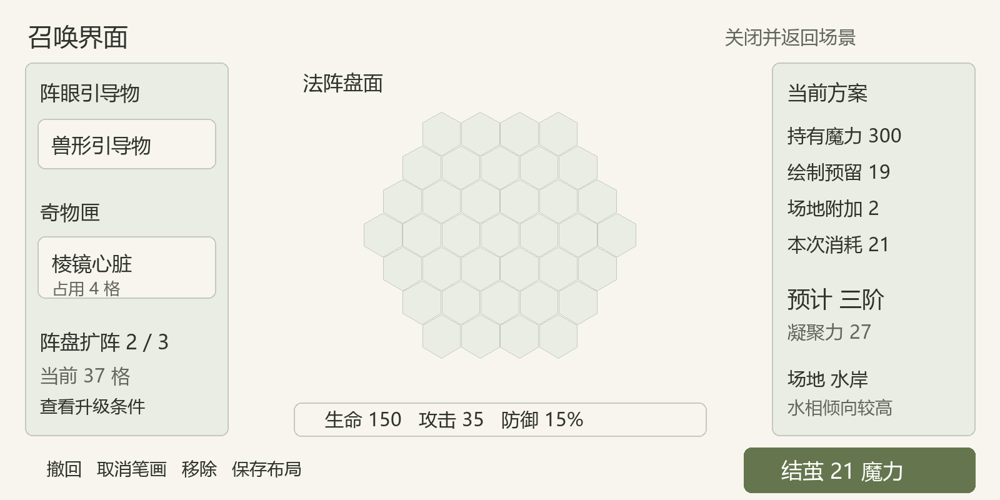 召唤界面
关闭并返回场景
阵眼引导物
兽形引导物
奇物匣
棱镜心脏
占用 4 格
阵盘扩阵 2 / 3
当前 37 格
查看升级条件
法阵盘面
生命 150 攻击 35 防御 15%
当前方案
持有魔力 300
绘制预留 19
场地附加 2
本次消耗 21
预计 三阶
凝聚力 27
场地 水岸
水相倾向较高
撤回 取消笔画 移除 保存布局
结茧 21 魔力